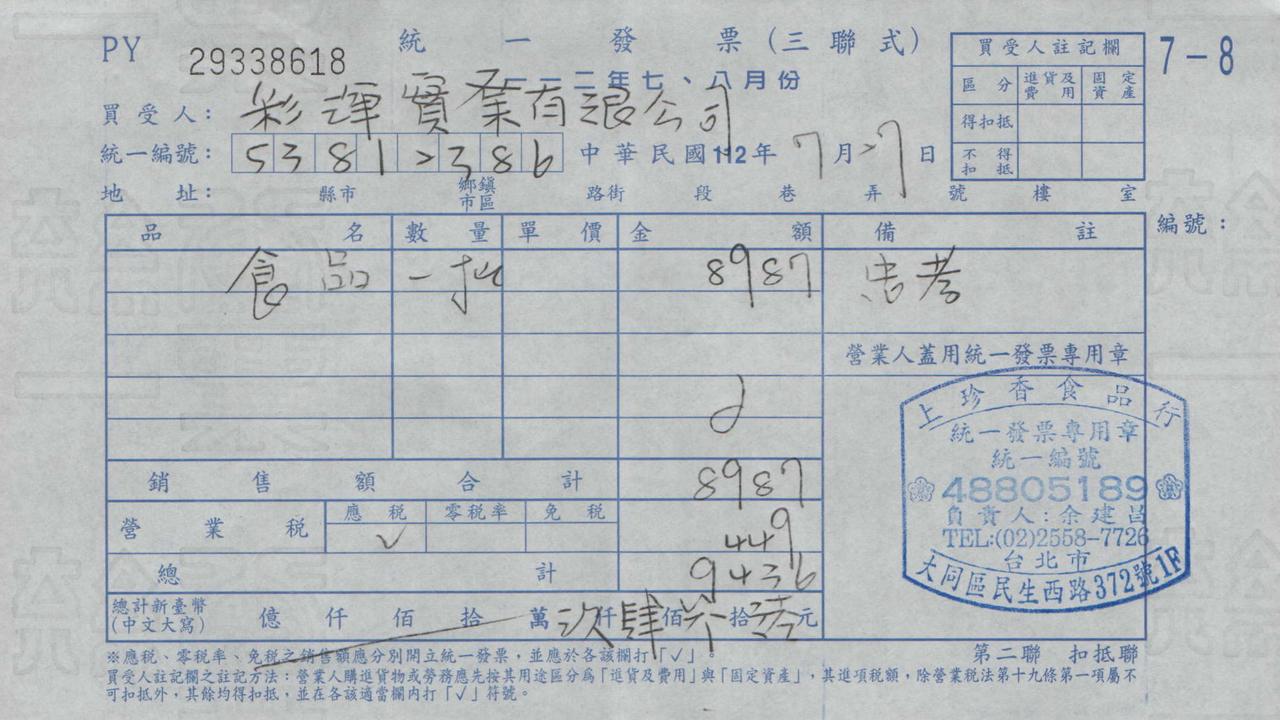 PY 29338618
統一發票(三聯式)
一一二年七、八月份
7-8
買受人註記欄
區分 進貨及費用 固定資產
得扣抵
不得扣抵
買受人: 彩渾實業有限公司
統一編號: 53812386 中華民國112年7月27日
地址: 縣市 鄉鎮市區 路街 段 巷 弄 號 樓 室
編號:
品名 數量 單價 金額 備註
食品 一批 8987
營業人蓋用統一發票專用章
銷售額合計 8987
營業稅 應稅 零稅率 免稅
✓ 449
總計 9436
總計新臺幣(中文大寫) 億 仟 佰 拾 萬 玖仟肆佰 拾 元
上珍香食品行
統一發票專用章
統一編號
48805189
負責人:余建昌
TEL:(02)2558-7726
台北市
大同區民生西路372號1F
※應稅、零稅率、免稅之銷售額應分別開立統一發票,並應於各該欄打「✓」。
第二聯 扣抵聯
買受人註記欄之註記方法:營業人購進貨物或勞務應先按其用途區分為「進貨及費用」與「固定資產」,其進項稅額,除營業稅法第十九條第一項屬不
可扣抵外,其餘均得扣抵,並在各該適當欄內打「✓」符號。